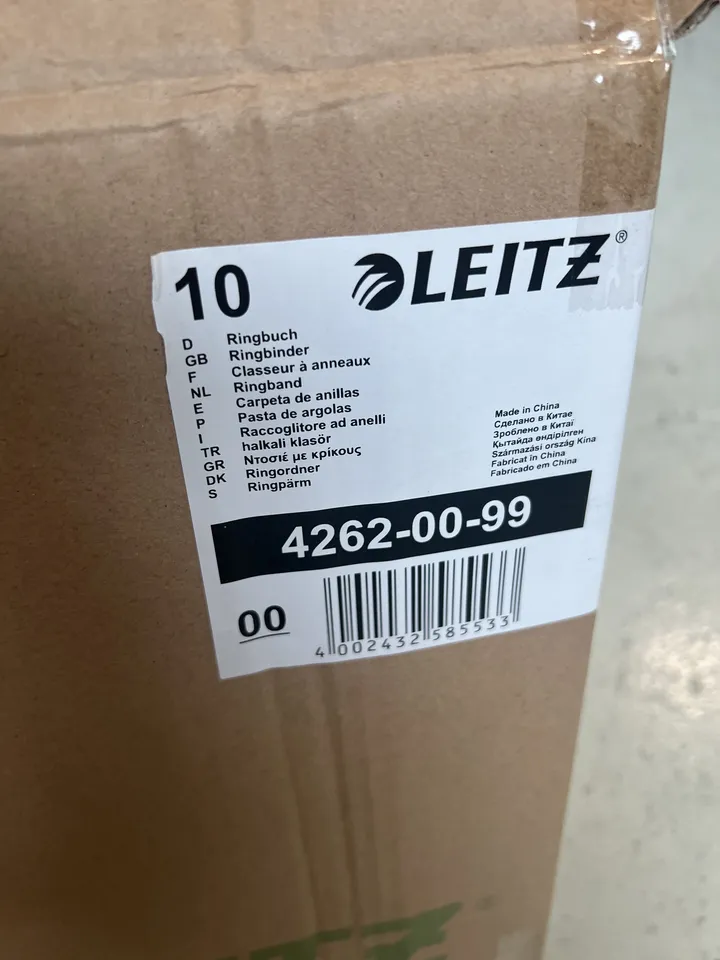 10
LEITZ®
D Ringbuch
GB Ringbinder
F Classeur à anneaux
NL Ringband
E Carpeta de anillas
P Pasta de argolas
I Raccoglitore ad anelli
TR halkali klasör
GR Ντοσιέ με κρίκους
DK Ringordner
S Ringpärm
Made in China
Сделано в Китае
Зроблено в Китаї
Қытайда өндірілген
Származási ország Kína
Fabricat în China
Fabricado em China
4262-00-99
00
4 002432 585533